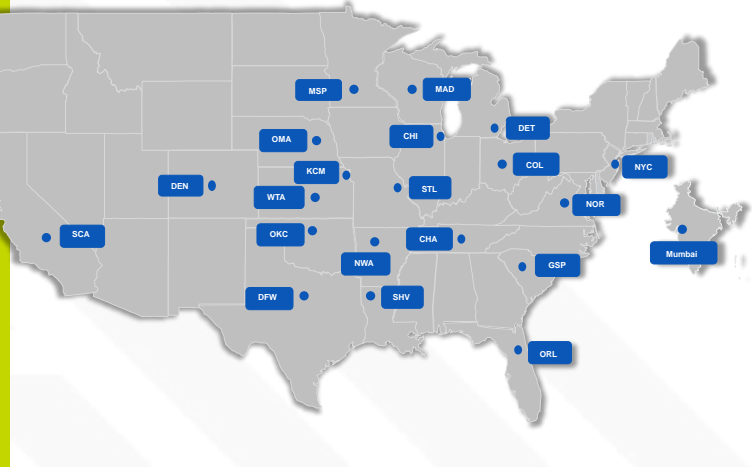 MSP
MAD
DET
OMA
CHI
COL
NYC
KCM
DEN
WTA
STL
NOR
SCA
OKC
CHA
NWA
GSP
Mumbai
DFW
SHV
ORL